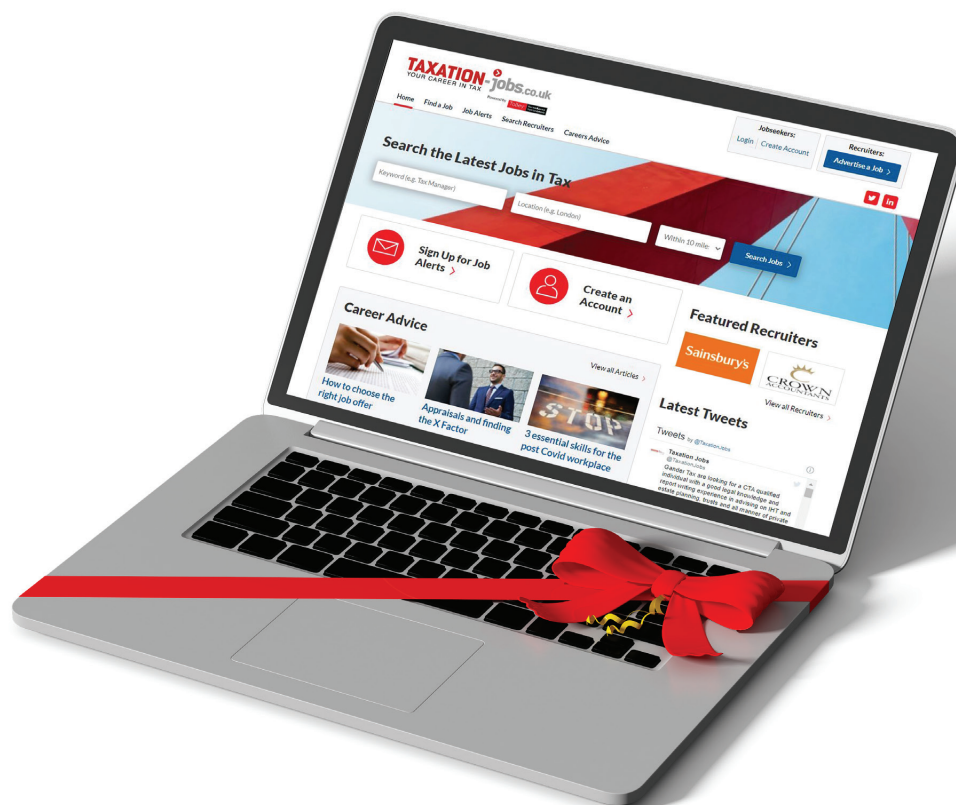 TAXATION-jobs.co.uk
YOUR CAREER IN TAX
Powered by Tolley
Jobseekers:
Login Create Account
Recruiters:
Advertise a Job >
Home Find a Job Job Alerts Search Recruiters Careers Advice
Search the Latest Jobs in Tax
Keyword (e.g. Tax Manager)
Location (e.g. London)
Within 10 mile
Search Jobs >
in
Sign Up for Job
Alerts >
Create an
Account >
Career Advice
View all Articles >
How to choose the
right job offer
Appraisals and finding
the X Factor
STOP
3 essential skills for the
post Covid workplace
Featured Recruiters
Sainsbury's
CROWN
ACCOUNTANTS
View all Recruiters >
Latest Tweets
Tweets by @TaxationJobs
Taxation Jobs
@TaxationJobs
Gander Tax are looking for a CTA qualified
individual with a good legal knowledge and
report writing experience in advising on IHT and
estate planning, busts and all manner of private